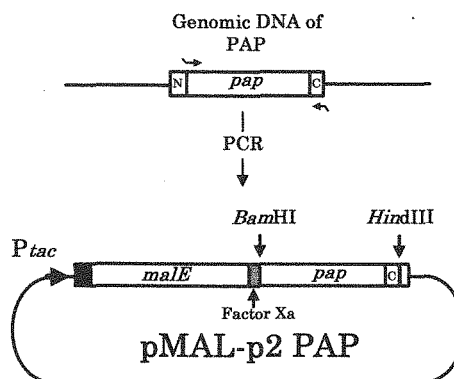 Genomic DNA of
PAP
N pap C
PCR
BamHI HindIII
Ptac
malE pap C
Factor Xa
pMAL-p2 PAP